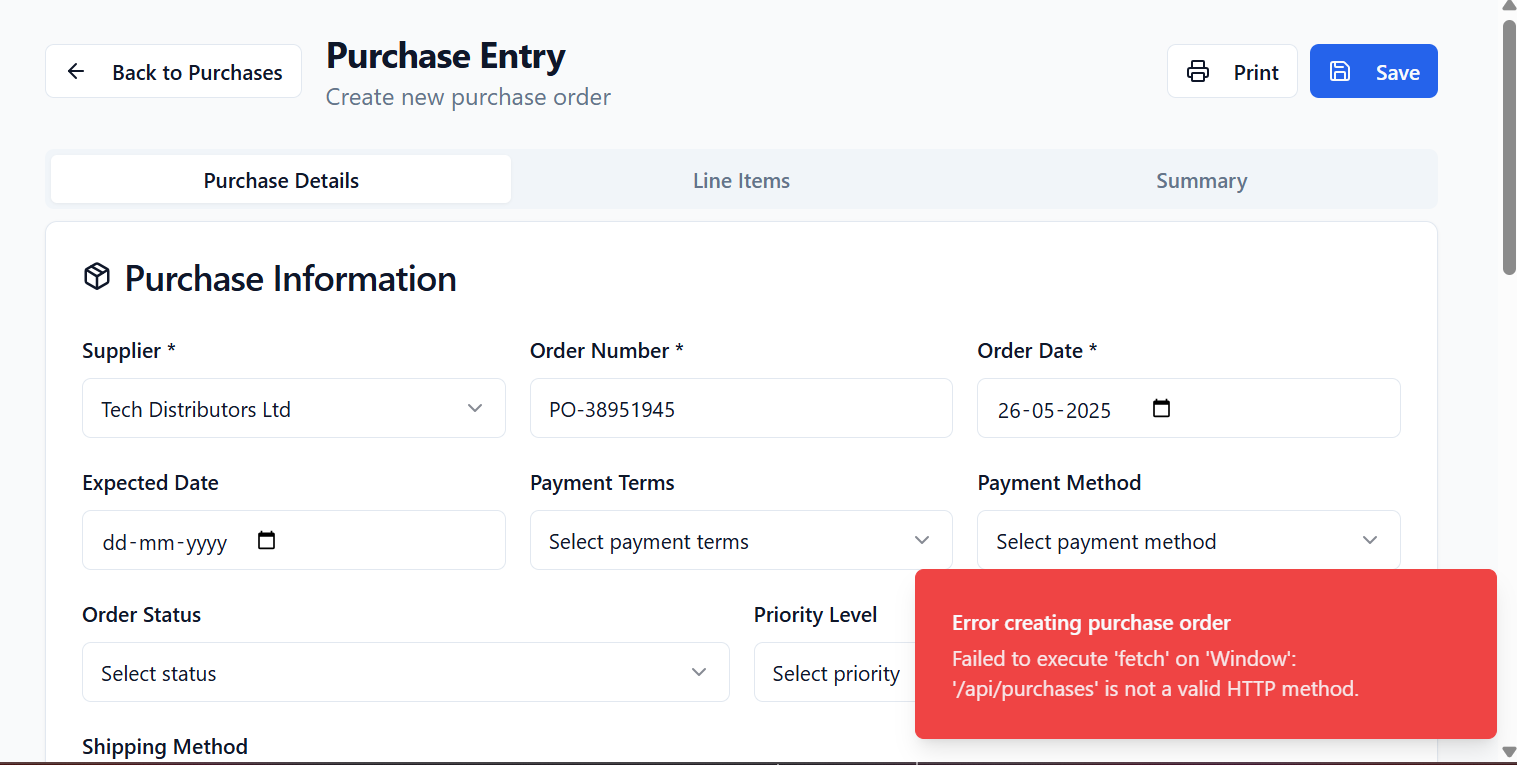 Back to Purchases
Purchase Entry
Create new purchase order
Print
Save
Purchase Details
Line Items
Summary
Purchase Information
Supplier *
Order Number *
Order Date *
Tech Distributors Ltd
PO-38951945
26-05-2025
Expected Date
Payment Terms
Payment Method
dd-mm-yyyy
Select payment terms
Select payment method
Order Status
Priority Level
Select status
Select priority
Error creating purchase order
Failed to execute 'fetch' on 'Window':
'/api/purchases' is not a valid HTTP method.
Shipping Method